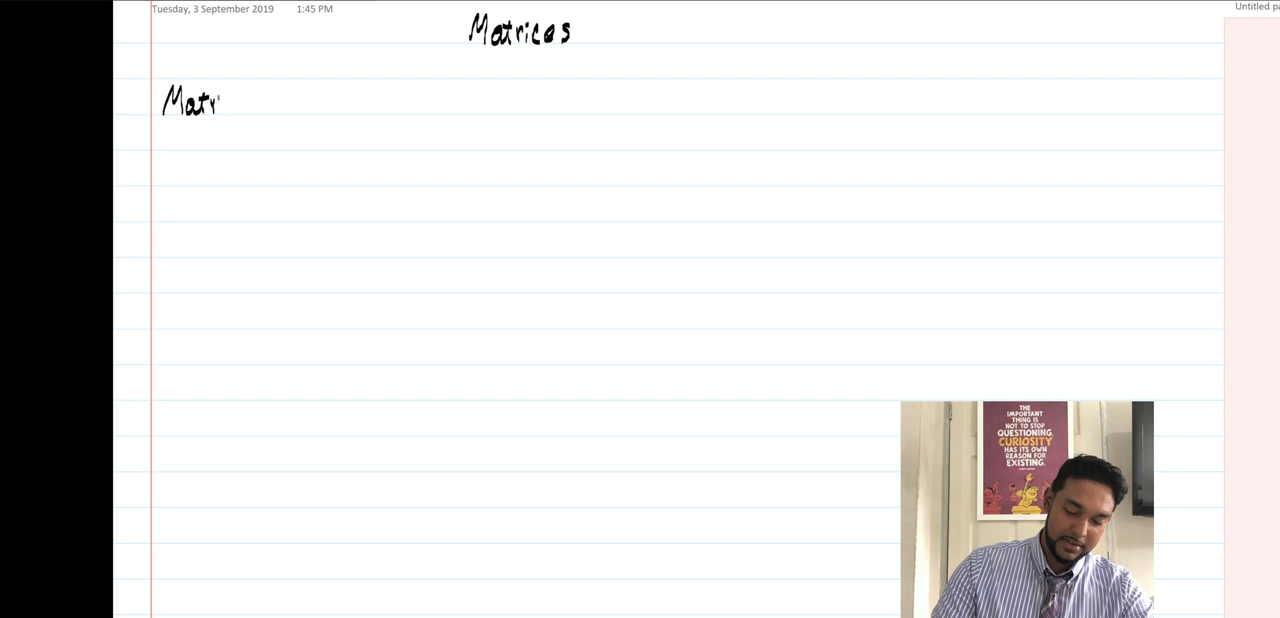 Tuesday, 3 September 2019 1:45 PM
Untitled pa
Matrices
Matr
THE
IMPORTANT
THING IS
NOT TO STOP
QUESTIONING.
CURIOSITY
HAS ITS OWN
REASON FOR
EXISTING.